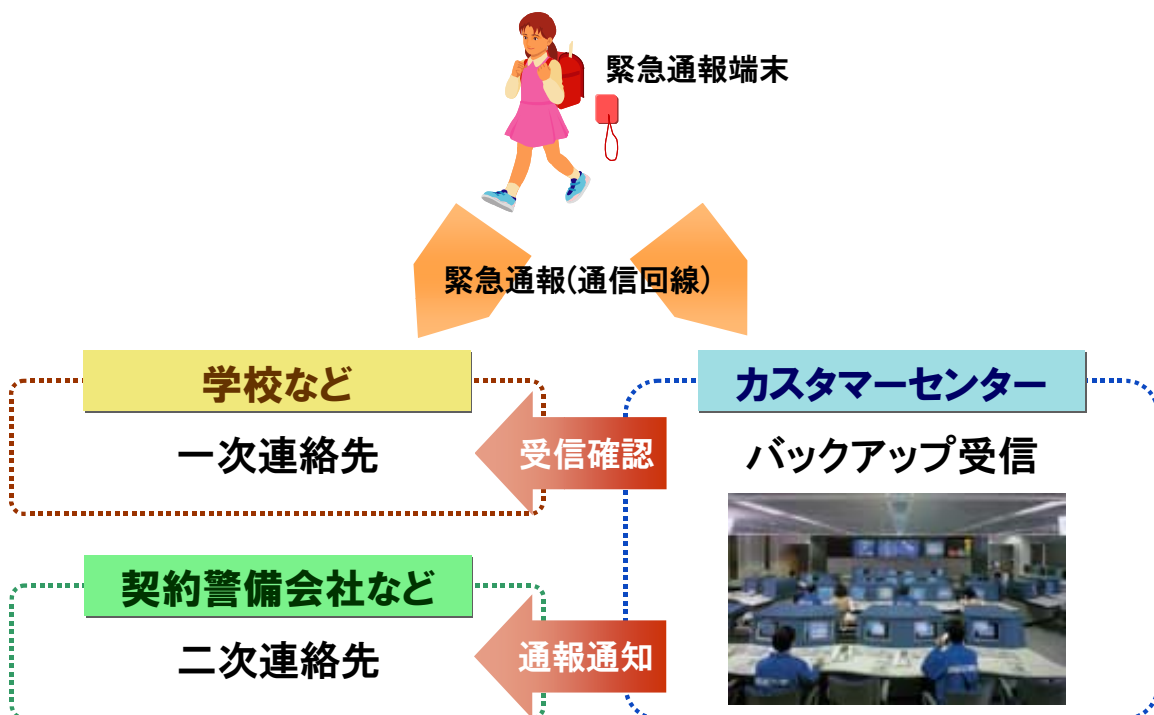 緊急通報端末
緊急通報(通信回線)
学校など
カスタマーセンター
一次連絡先
受信確認
バックアップ受信
契約警備会社など
二次連絡先
通報通知